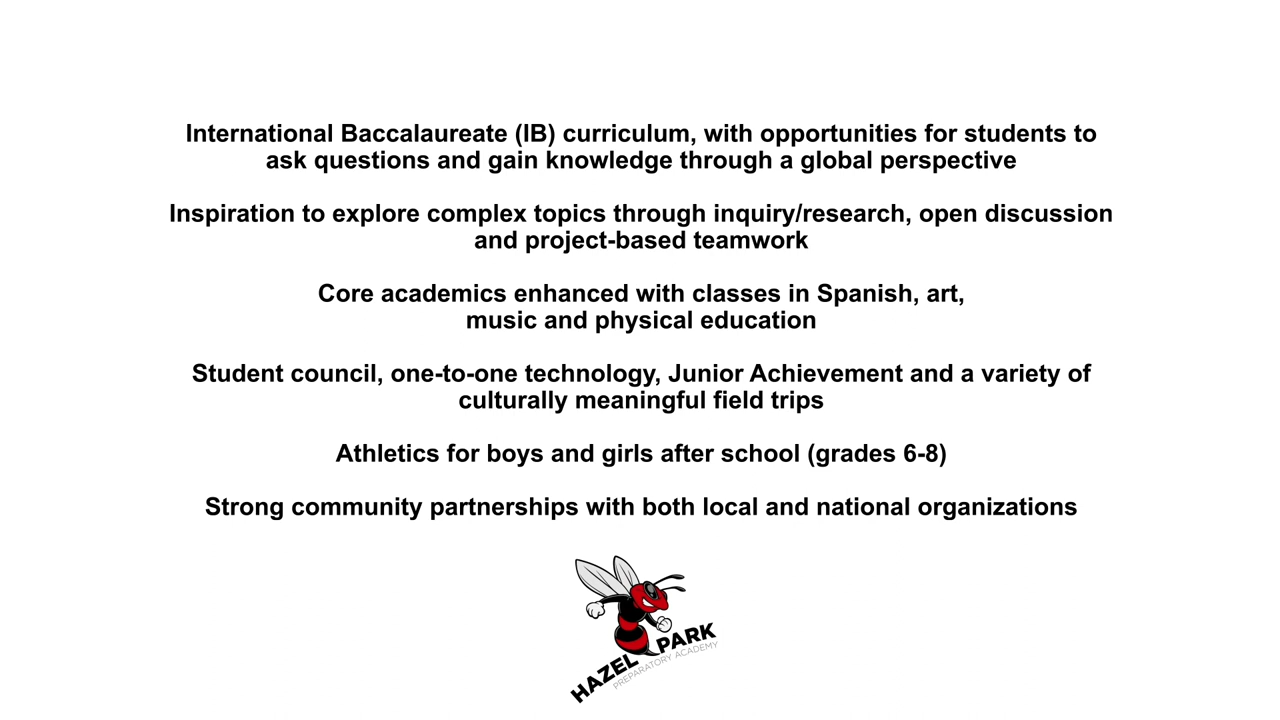 International Baccalaureate (IB) curriculum, with opportunities for students to
ask questions and gain knowledge through a global perspective
Inspiration to explore complex topics through inquiry/research, open discussion
and project-based teamwork
Core academics enhanced with classes in Spanish, art,
music and physical education
Student council, one-to-one technology, Junior Achievement and a variety of
culturally meaningful field trips
Athletics for boys and girls after school (grades 6-8)
Strong community partnerships with both local and national organizations
HAZEL PARK
PREPARATORY ACADEMY